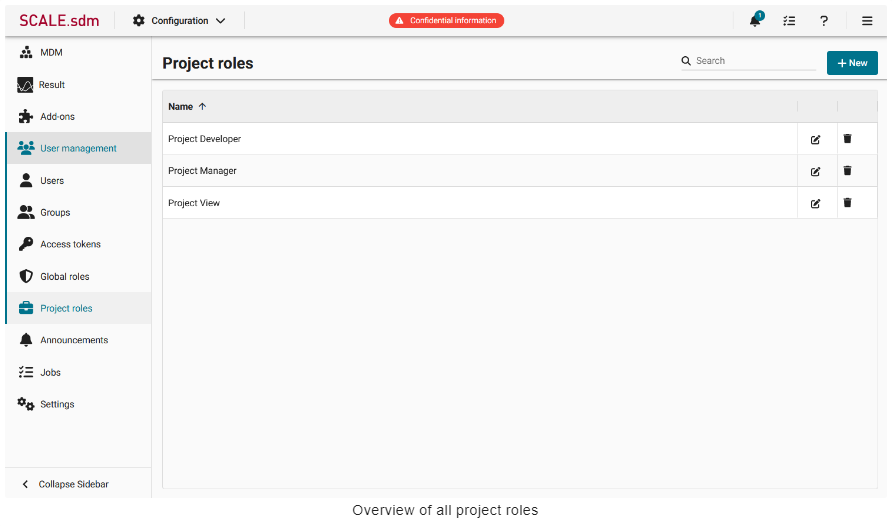 SCALE.sdm
Configuration
Confidential information
1
?
MDM
Result
Add-ons
User management
Users
Groups
Access tokens
Global roles
Project roles
Announcements
Jobs
Settings
Collapse Sidebar
Project roles
Search
+ New
Name ↑
Project Developer
Project Manager
Project View
Overview of all project roles